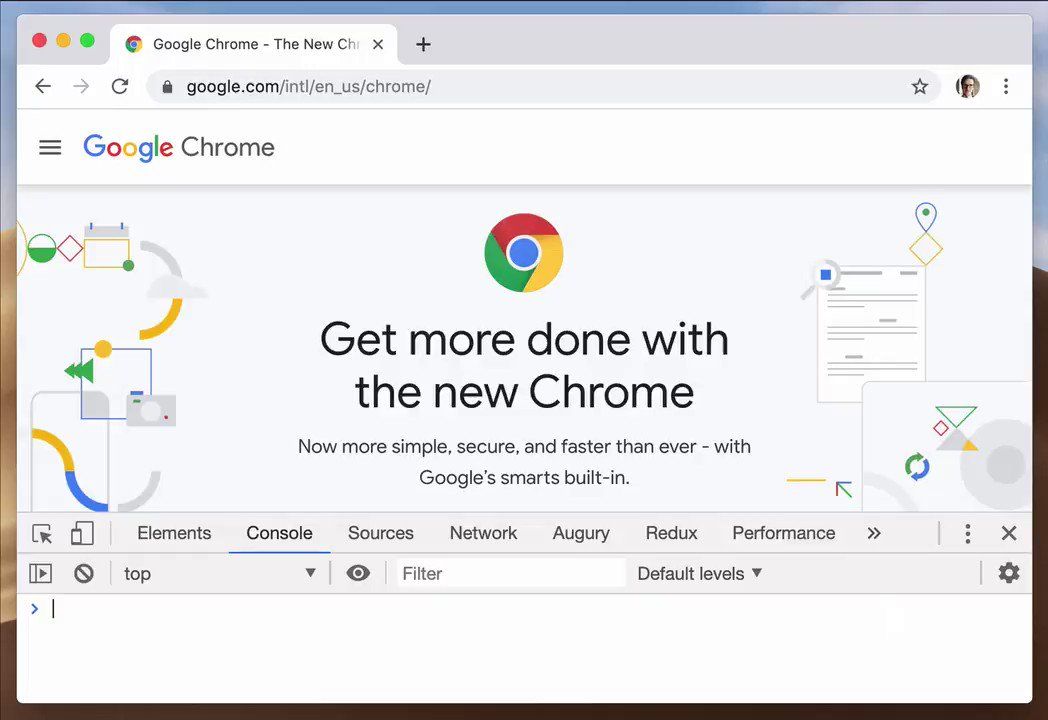 Google Chrome - The New Chr
google.com/intl/en_us/chrome/
Google Chrome
Get more done with
the new Chrome
Now more simple, secure, and faster than ever - with
Google’s smarts built-in.
Elements Console Sources Network Augury Redux Performance
top Filter Default levels